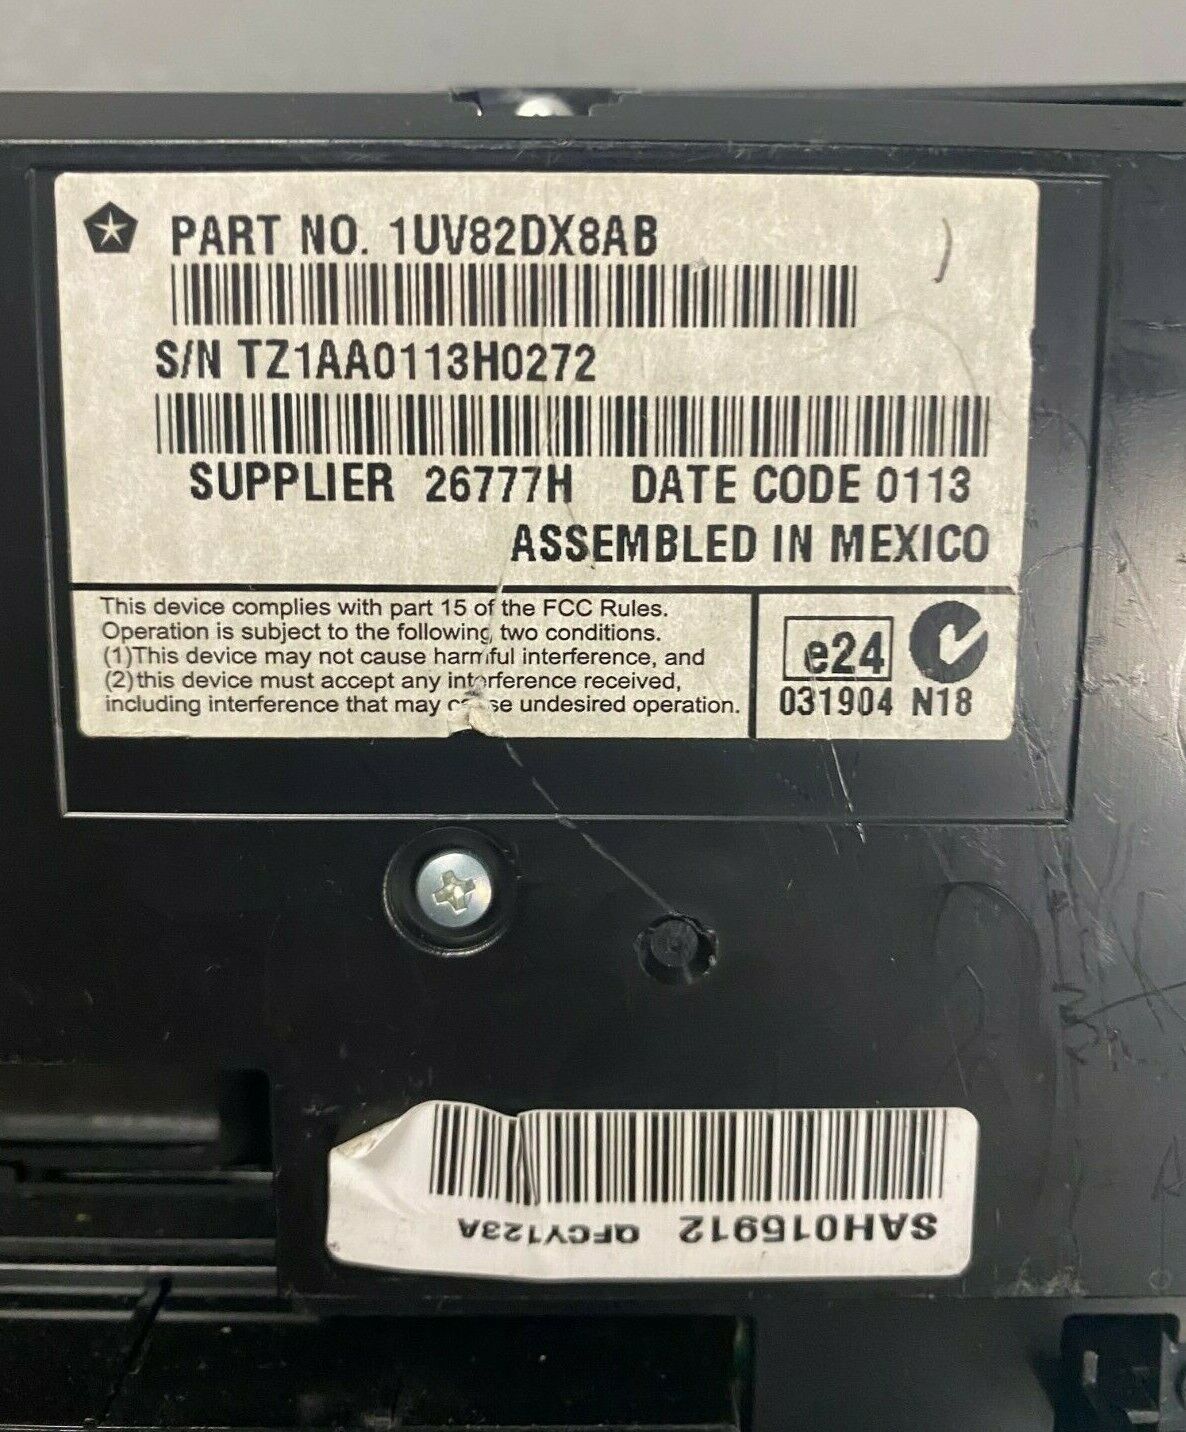 PART NO. 1UV82DX8AB
S/N TZ1AA0113H0272
SUPPLIER 26777H DATE CODE 0113
ASSEMBLED IN MEXICO
This device complies with part 15 of the FCC Rules.
Operation is subject to the following two conditions.
(1)This device may not cause harmful interference, and
(2)this device must accept any interference received,
including interference that may cause undesired operation.
e24
031904 N18
SAH015912 QFCY123A